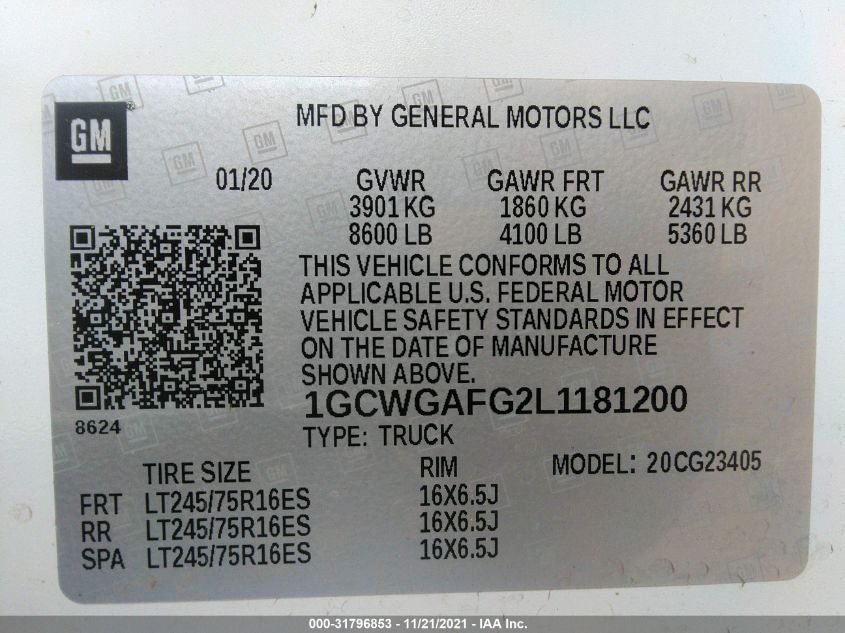 GM
MFD BY GENERAL MOTORS LLC
01/20 GVWR GAWR FRT GAWR RR
3901 KG 1860 KG 2431 KG
8600 LB 4100 LB 5360 LB
THIS VEHICLE CONFORMS TO ALL
APPLICABLE U.S. FEDERAL MOTOR
VEHICLE SAFETY STANDARDS IN EFFECT
ON THE DATE OF MANUFACTURE
SHOWN ABOVE.
1GCWGAFG2L1181200
8624
TYPE: TRUCK
TIRE SIZE RIM MODEL: 20CG23405
FRT LT245/75R16ES 16X6.5J
RR LT245/75R16ES 16X6.5J
SPA LT245/75R16ES 16X6.5J
000-31796853 - 11/21/2021 - IAA Inc.